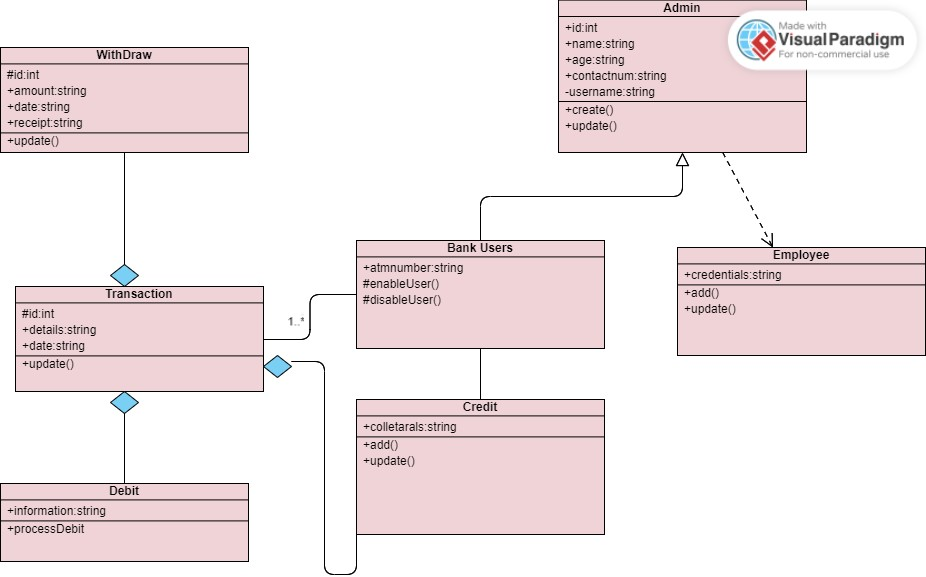 Admin
+id:int
+name:string
+age:string
+contactnum:string
-username:string
+create()
+update()
Made with
VisualParadigm
For non-commercial use
WithDraw
#id:int
+amount:string
+date:string
+receipt:string
+update()
Bank Users
+atmnumber:string
#enableUser()
#disableUser()
Employee
+credentials:string
+add()
+update()
Transaction
#id:int
+details:string
+date:string
+update()
1..*
Credit
+colletarals:string
+add()
+update()
Debit
+information:string
+processDebit